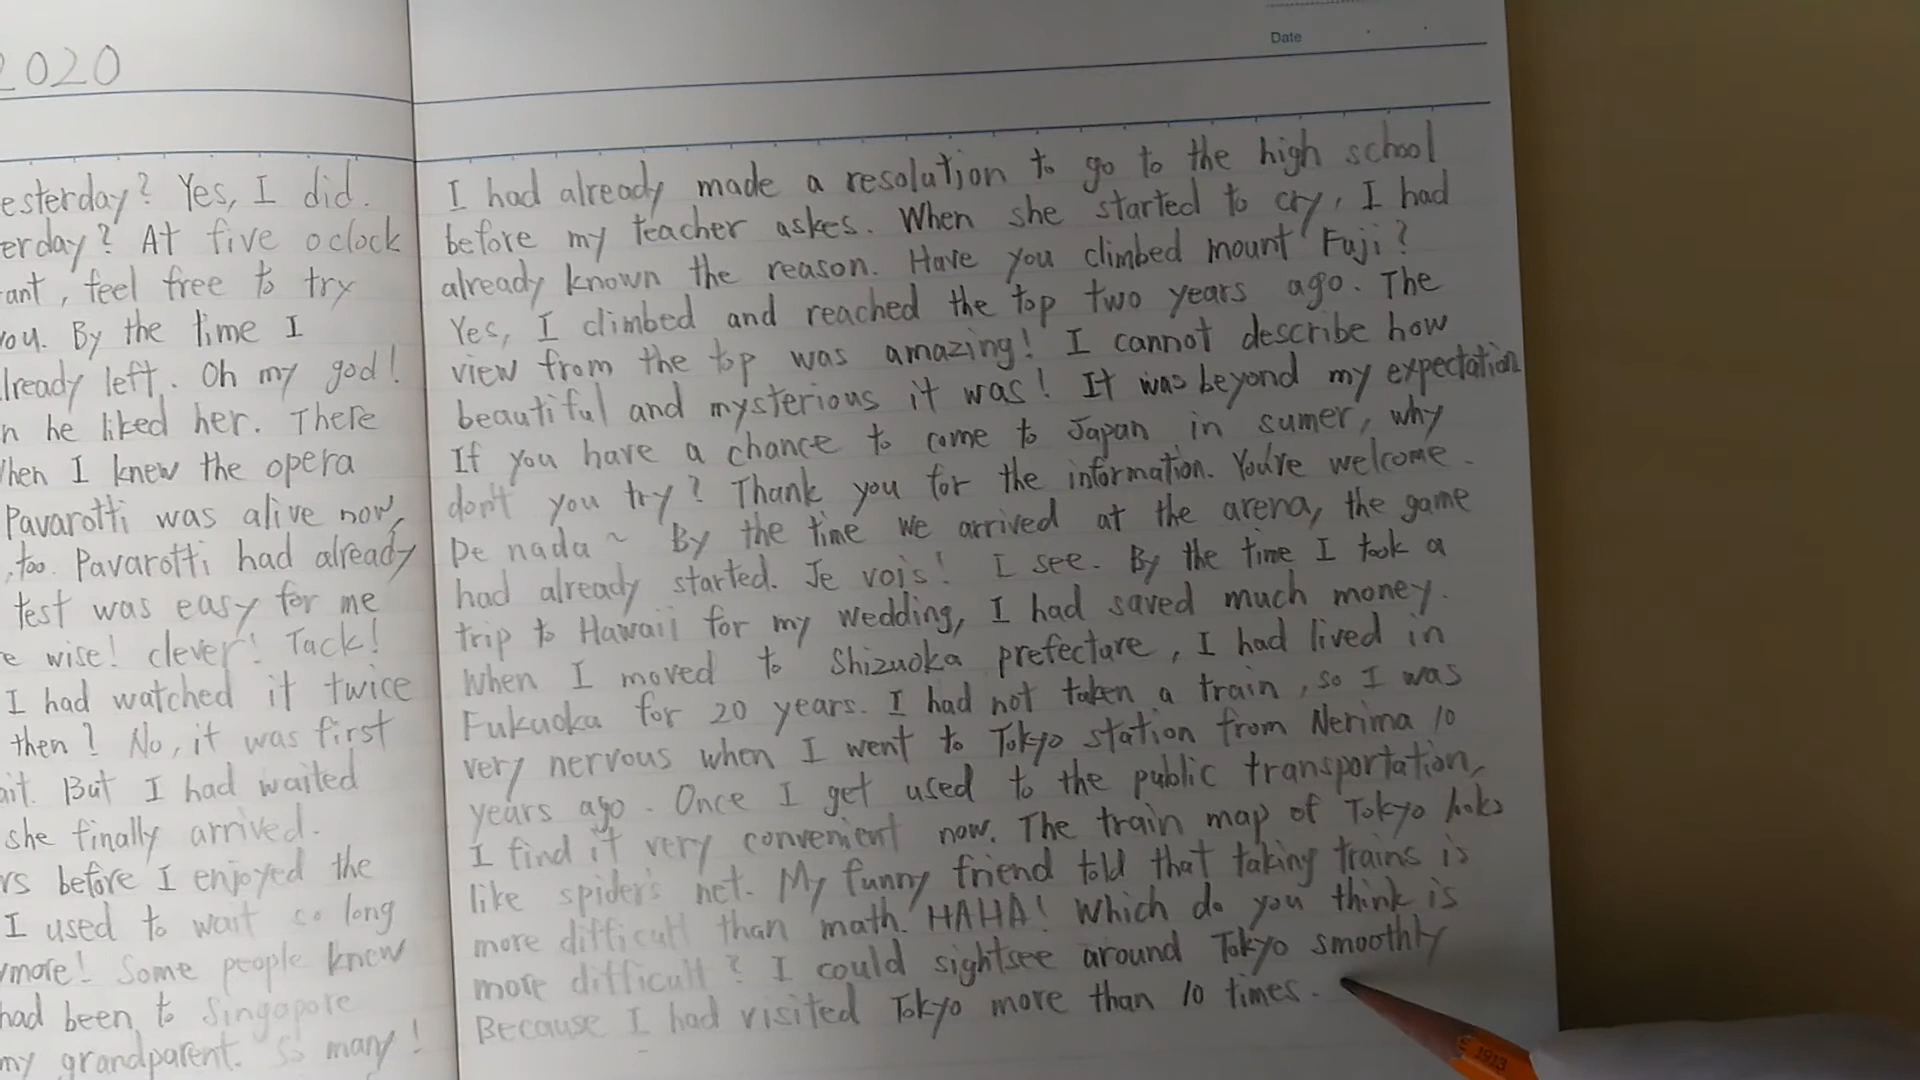 2020
esterday? Yes, I did.
erday? At five oclock
ant, feel free to try
you. By the time I
lready left. Oh my god!
n he liked her. There
When I knew the opera
Pavarotti was alive now,
, too. Pavarotti had already
test was easy for me
e wise! clever! Tack!
I had watched it twice
then? No, it was first
ait. But I had waited
she finally arrived.
rs before I enjoyed the
I used to wait so long
ymore! Some people knew
had been to Singapore
my grandparent. So many!
Date
I had already made a resolution to go to the high school
before my teacher askes. When she started to cry, I had
already known the reason. Have you climbed mount Fuji?
Yes, I climbed and reached the top two years ago. The
view from the top was amazing! I cannot describe how
beautiful and mysterious it was! It was beyond my expectation
If you have a chance to come to Japan in sumer, why
don't you try? Thank you for the information. You're welcome.
De nada ~ By the time we arrived at the arena, the game
had already started. Je vois! I see. By the time I took a
trip to Hawaii for my wedding, I had saved much money.
When I moved to Shizuoka prefecture, I had lived in
Fukuoka for 20 years. I had not taken a train, so I was
very nervous when I went to Tokyo station from Nerima 10
years ago. Once I get used to the public transportation,
I find it very convenient now. The train map of Tokyo looks
like spider's net. My funny friend told that taking trains is
more difficult than math. HAHA! Which do you think is
more difficult? I could sightsee around Tokyo smoothly
Because I had visited Tokyo more than 10 times.
1913